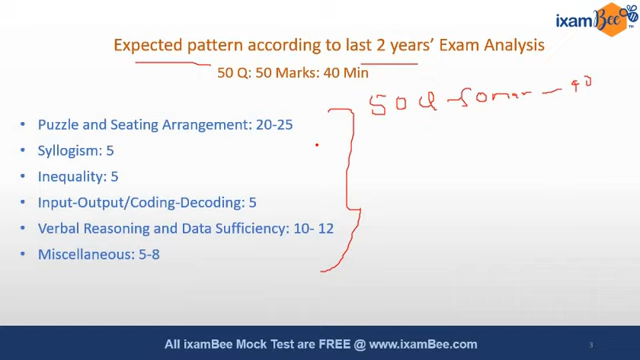 ixamBee
Expected pattern according to last 2 years' Exam Analysis
50 Q: 50 Marks: 40 Min
50 Q - 50 - 40
• Puzzle and Seating Arrangement: 20-25
• Syllogism: 5
• Inequality: 5
• Input-Output/Coding-Decoding: 5
• Verbal Reasoning and Data Sufficiency: 10- 12
• Miscellaneous: 5-8
All ixamBee Mock Test are FREE @ www.ixamBee.com
3